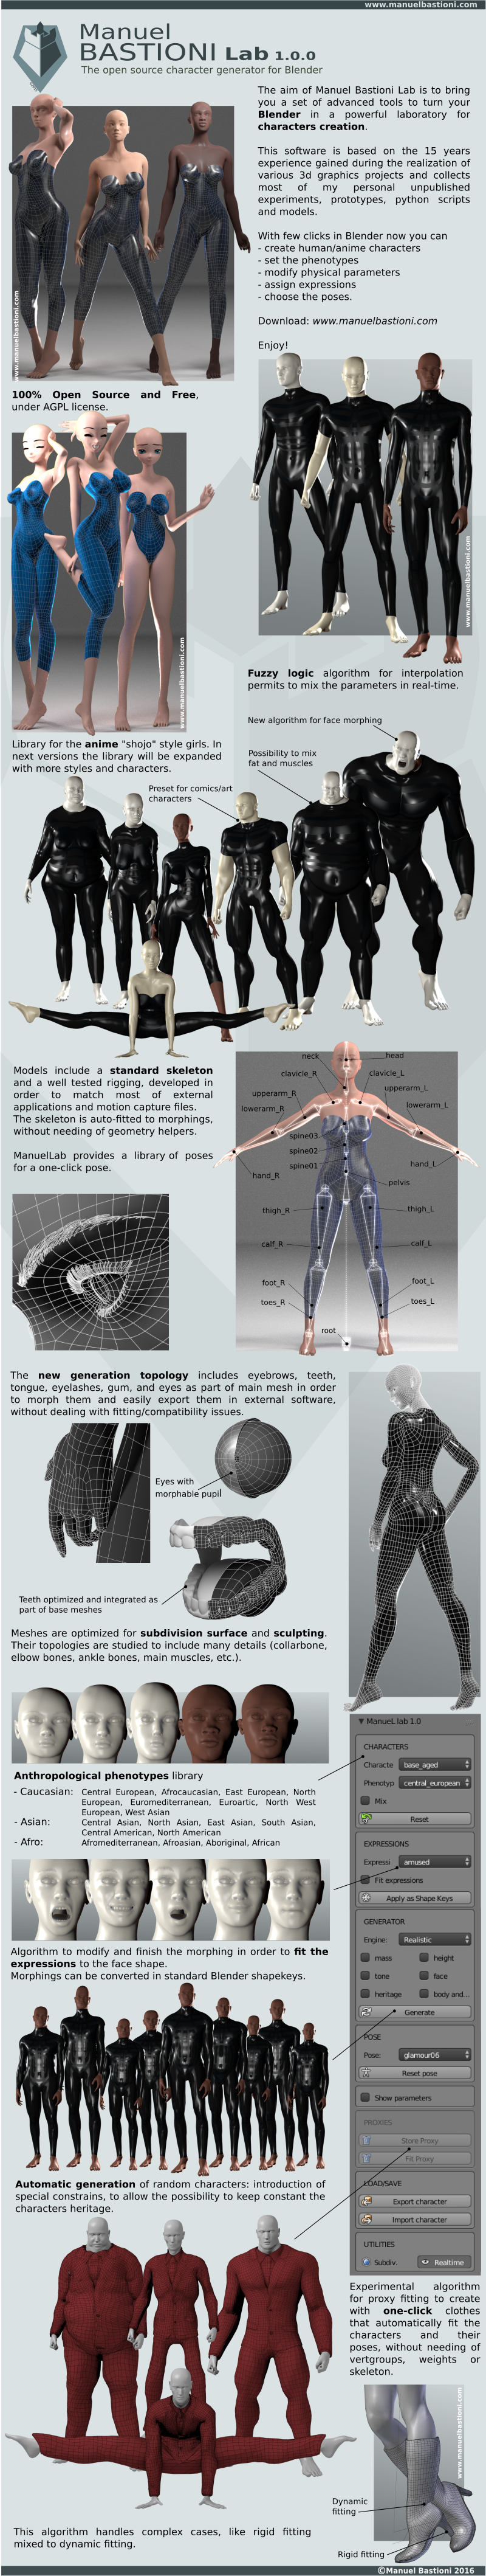 www.manuelbastioni.com
Manuel
BASTIONI Lab 1.0.0
The open source character generator for Blender
The aim of Manuel Bastioni Lab is to bring
you a set of advanced tools to turn your
Blender in a powerful laboratory for
characters creation.
This software is based on the 15 years
experience gained during the realization of
various 3d graphics projects and collects
most of my personal unpublished
experiments, prototypes, python scripts
and models.
With few clicks in Blender now you can
- create human/anime characters
- set the phenotypes
- modify physical parameters
- assign expressions
- choose the poses.
Download: www.manuelbastioni.com
Enjoy!
www.manuelbastioni.com
100% Open Source and Free,
under AGPL license.
www.manuelbastioni.com
www.manuelbastioni.com
Fuzzy logic algorithm for interpolation
permits to mix the parameters in real-time.
Library for the anime "shojo" style girls. In
next versions the library will be expanded
with more styles and characters.
New algorithm for face morphing
Possibility to mix
fat and muscles
Preset for comics/art
characters
Models include a standard skeleton
and a well tested rigging, developed in
order to match most of external
applications and motion capture files.
The skeleton is auto-fitted to morphings,
without needing of geometry helpers.
ManuelLab provides a library of poses
for a one-click pose.
neck
head
clavicle_R
clavicle_L
upperarm_R
upperarm_L
lowerarm_R
lowerarm_L
spine03
spine02
spine01
hand_R
hand_L
pelvis
thigh_R
thigh_L
calf_R
calf_L
foot_R
foot_L
toes_R
toes_L
root
The new generation topology includes eyebrows, teeth,
tongue, eyelashes, gum, and eyes as part of main mesh in order
to morph them and easily export them in external software,
without dealing with fitting/compatibility issues.
Eyes with
morphable pupil
Teeth optimized and integrated as
part of base meshes
Meshes are optimized for subdivision surface and sculpting.
Their topologies are studied to include many details (collarbone,
elbow bones, ankle bones, main muscles, etc.).
Anthropological phenotypes library
- Caucasian: Central European, Afrocaucasian, East European, North
European, Euromediterranean, Euroartic, North West
European, West Asian
- Asian: Central Asian, North Asian, East Asian, South Asian,
Central American, North American
- Afro: Afromediterranean, Afroasian, Aboriginal, African
Algorithm to modify and finish the morphing in order to fit the
expressions to the face shape.
Morphings can be converted in standard Blender shapekeys.
Automatic generation of random characters: introduction of
special constrains, to allow the possibility to keep constant the
characters heritage.
ManueL lab 1.0
CHARACTERS
Characte base_aged
Phenotyp central_european
Mix
Reset
EXPRESSIONS
Expressi amused
Fit expressions
Apply as Shape Keys
GENERATOR
Engine: Realistic
mass height
tone face
heritage body and...
Generate
POSE
Pose: glamour06
Reset pose
Show parameters
PROXIES
Store Proxy
Fit Proxy
LOAD/SAVE
Export character
Import character
UTILITIES
Subdiv. Realtime
Experimental algorithm
for proxy fitting to create
with one-click clothes
that automatically fit the
characters and their
poses, without needing of
vertgroups, weights or
skeleton.
www.manuelbastioni.com
Dynamic
fitting
Rigid fitting
This algorithm handles complex cases, like rigid fitting
mixed to dynamic fitting.
©Manuel Bastioni 2016